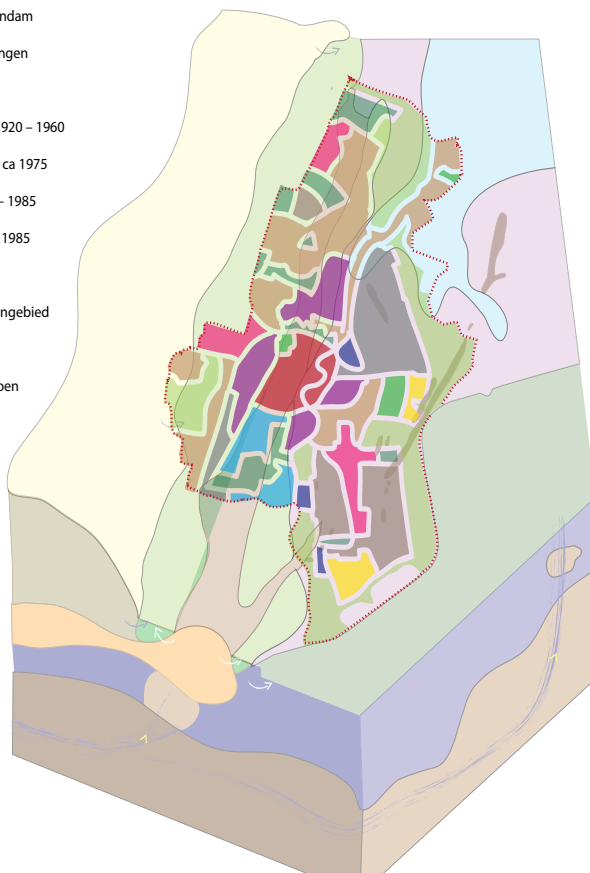 ndam
ngen
920 – 1960
ca 1975
– 1985
1985
ngebied
pen